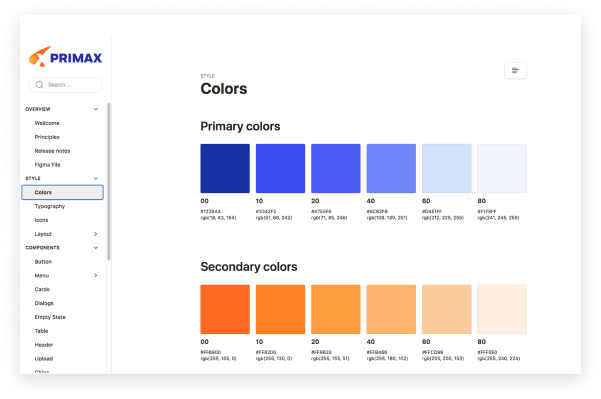 PRIMAX
Search...
OVERVIEW
Wellcome
Principles
Release notes
Figma File
STYLE
Colors
Typography
Icons
Layout
COMPONENTS
Button
Menu
Cards
Dialogs
Empty State
Table
Header
Upload
STYLE
Colors
Primary colors
00 10 20 40 60 80
#122BA4 #3342F2 #4755F6 #6C82FB #D4E1FF #F1F5FF
rgb(18, 43, 164) rgb(51, 66, 242) rgb(71, 85, 246) rgb(108, 130, 251) rgb(212, 225, 255) rgb(241, 245, 255)
Secondary colors
00 10 20 40 60 80
#FF6900 #FF8200 #FF9B33 #FFB466 #FFCD99 #FFF0E0
rgb(255, 105, 0) rgb(255, 130, 0) rgb(255, 155, 51) rgb(255, 180, 102) rgb(255, 205, 153) rgb(255, 240, 224)